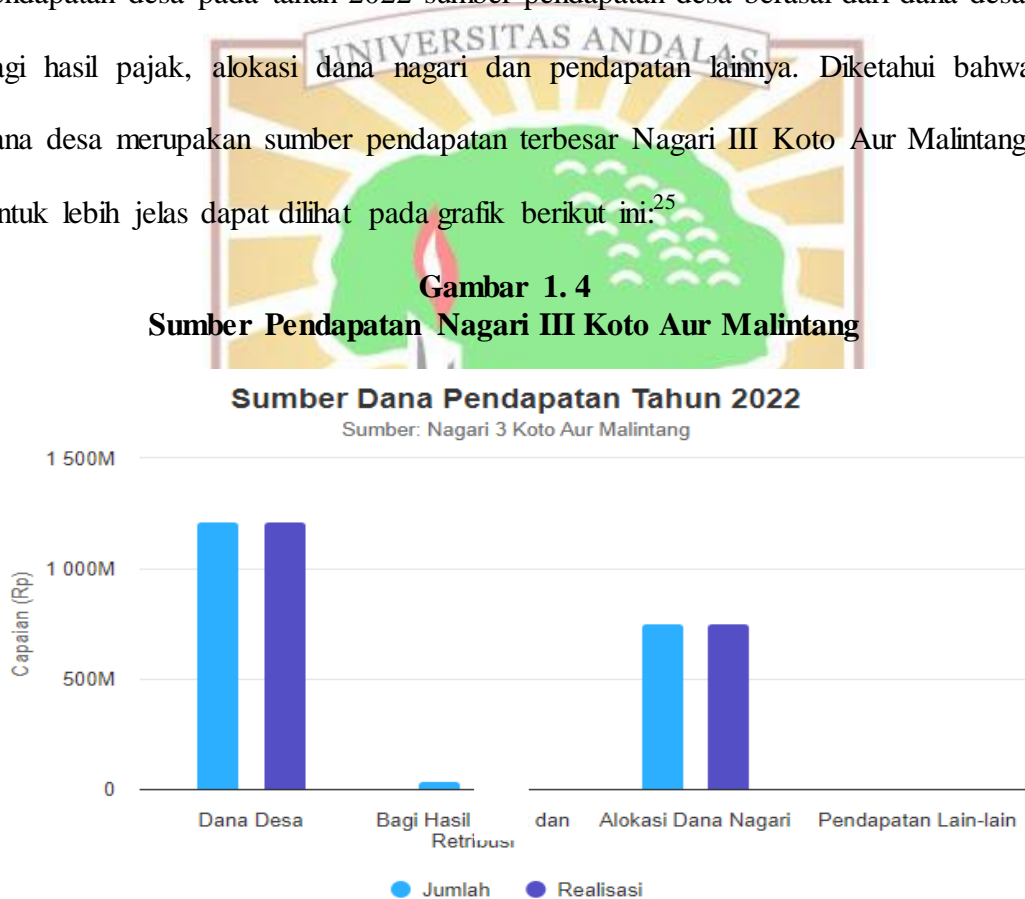 ndapatan desa pada tahun 2022 sumber pendapatan desa berasal dari dana desa
agi hasil pajak, alokasi dana nagari dan pendapatan lainnya. Diketahui bahwa
ana desa merupakan sumber pendapatan terbesar Nagari III Koto Aur Malintang
ntuk lebih jelas dapat dilihat pada grafik berikut ini:25
UNIVERSITAS ANDALAS
Gambar 1. 4
Sumber Pendapatan Nagari III Koto Aur Malintang
Sumber Dana Pendapatan Tahun 2022
Sumber: Nagari 3 Koto Aur Malintang
Capaian (Rp)
1 500M
1 000M
500M
0
Dana Desa
Bagi Hasil dan
Retribusi
Alokasi Dana Nagari
Pendapatan Lain-lain
Jumlah
Realisasi